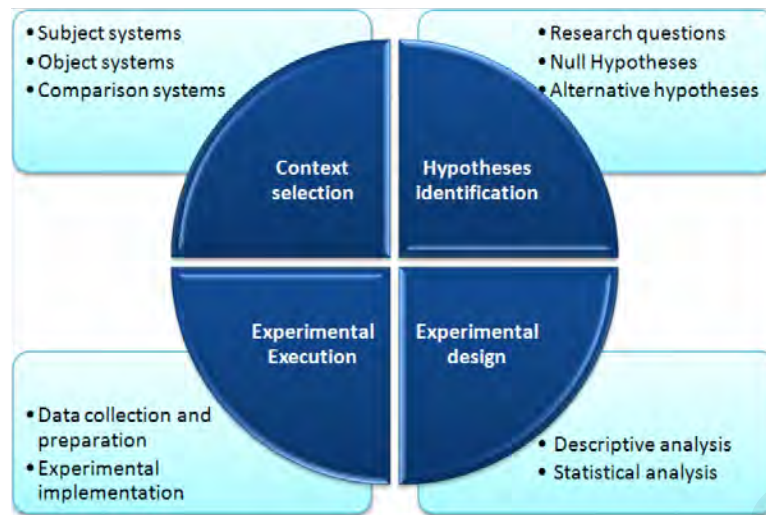 • Subject systems
• Object systems
• Comparison systems
• Research questions
• Null Hypotheses
• Alternative hypotheses
Context
selection
Hypotheses
identification
Experimental
Execution
Experimental
design
• Data collection and
preparation
• Experimental
implementation
• Descriptive analysis
• Statistical analysis